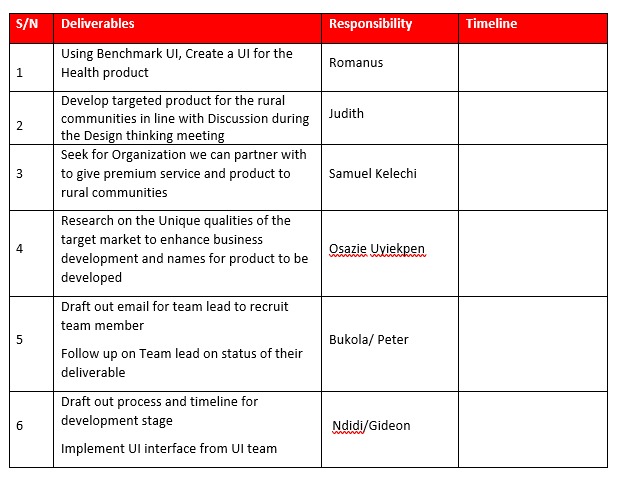 S/N Deliverables Responsibility Timeline
1 Using Benchmark UI, Create a UI for the Romanus
Health product
2 Develop targeted product for the rural Judith
communities in line with Discussion during
the Design thinking meeting
3 Seek for Organization we can partner with Samuel Kelechi
to give premium service and product to
rural communities
4 Research on the Unique qualities of the Osazie Uyiekpen
target market to enhance business
development and names for product to be
developed
5 Draft out email for team lead to recruit Bukola/ Peter
team member
Follow up on Team lead on status of their
deliverable
6 Draft out process and timeline for Ndidi/Gideon
development stage
Implement UI interface from UI team